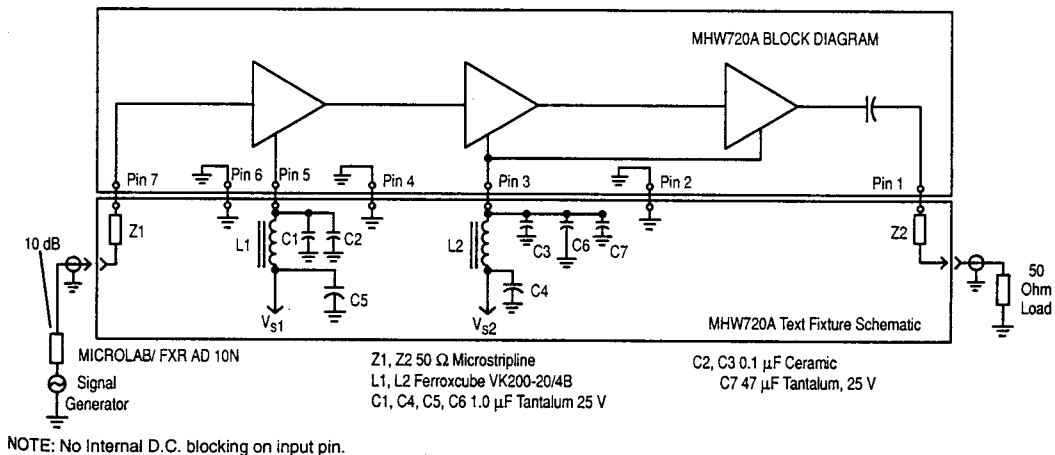 MHW720A BLOCK DIAGRAM
Pin 7
Pin 6
Pin 5
Pin 4
Pin 3
Pin 2
Pin 1
10 dB
Z1
L1
C1
C2
C5
VS1
L2
C3
C6
C7
C4
VS2
Z2
50
Ohm
Load
MHW720A Text Fixture Schematic
MICROLAB/ FXR AD 10N
Signal
Generator
Z1, Z2 50 Ω Microstripline
L1, L2 Ferroxcube VK200-20/4B
C1, C4, C5, C6 1.0 µF Tantalum 25 V
C2, C3 0.1 µF Ceramic
C7 47 µF Tantalum, 25 V
NOTE: No Internal D.C. blocking on input pin.